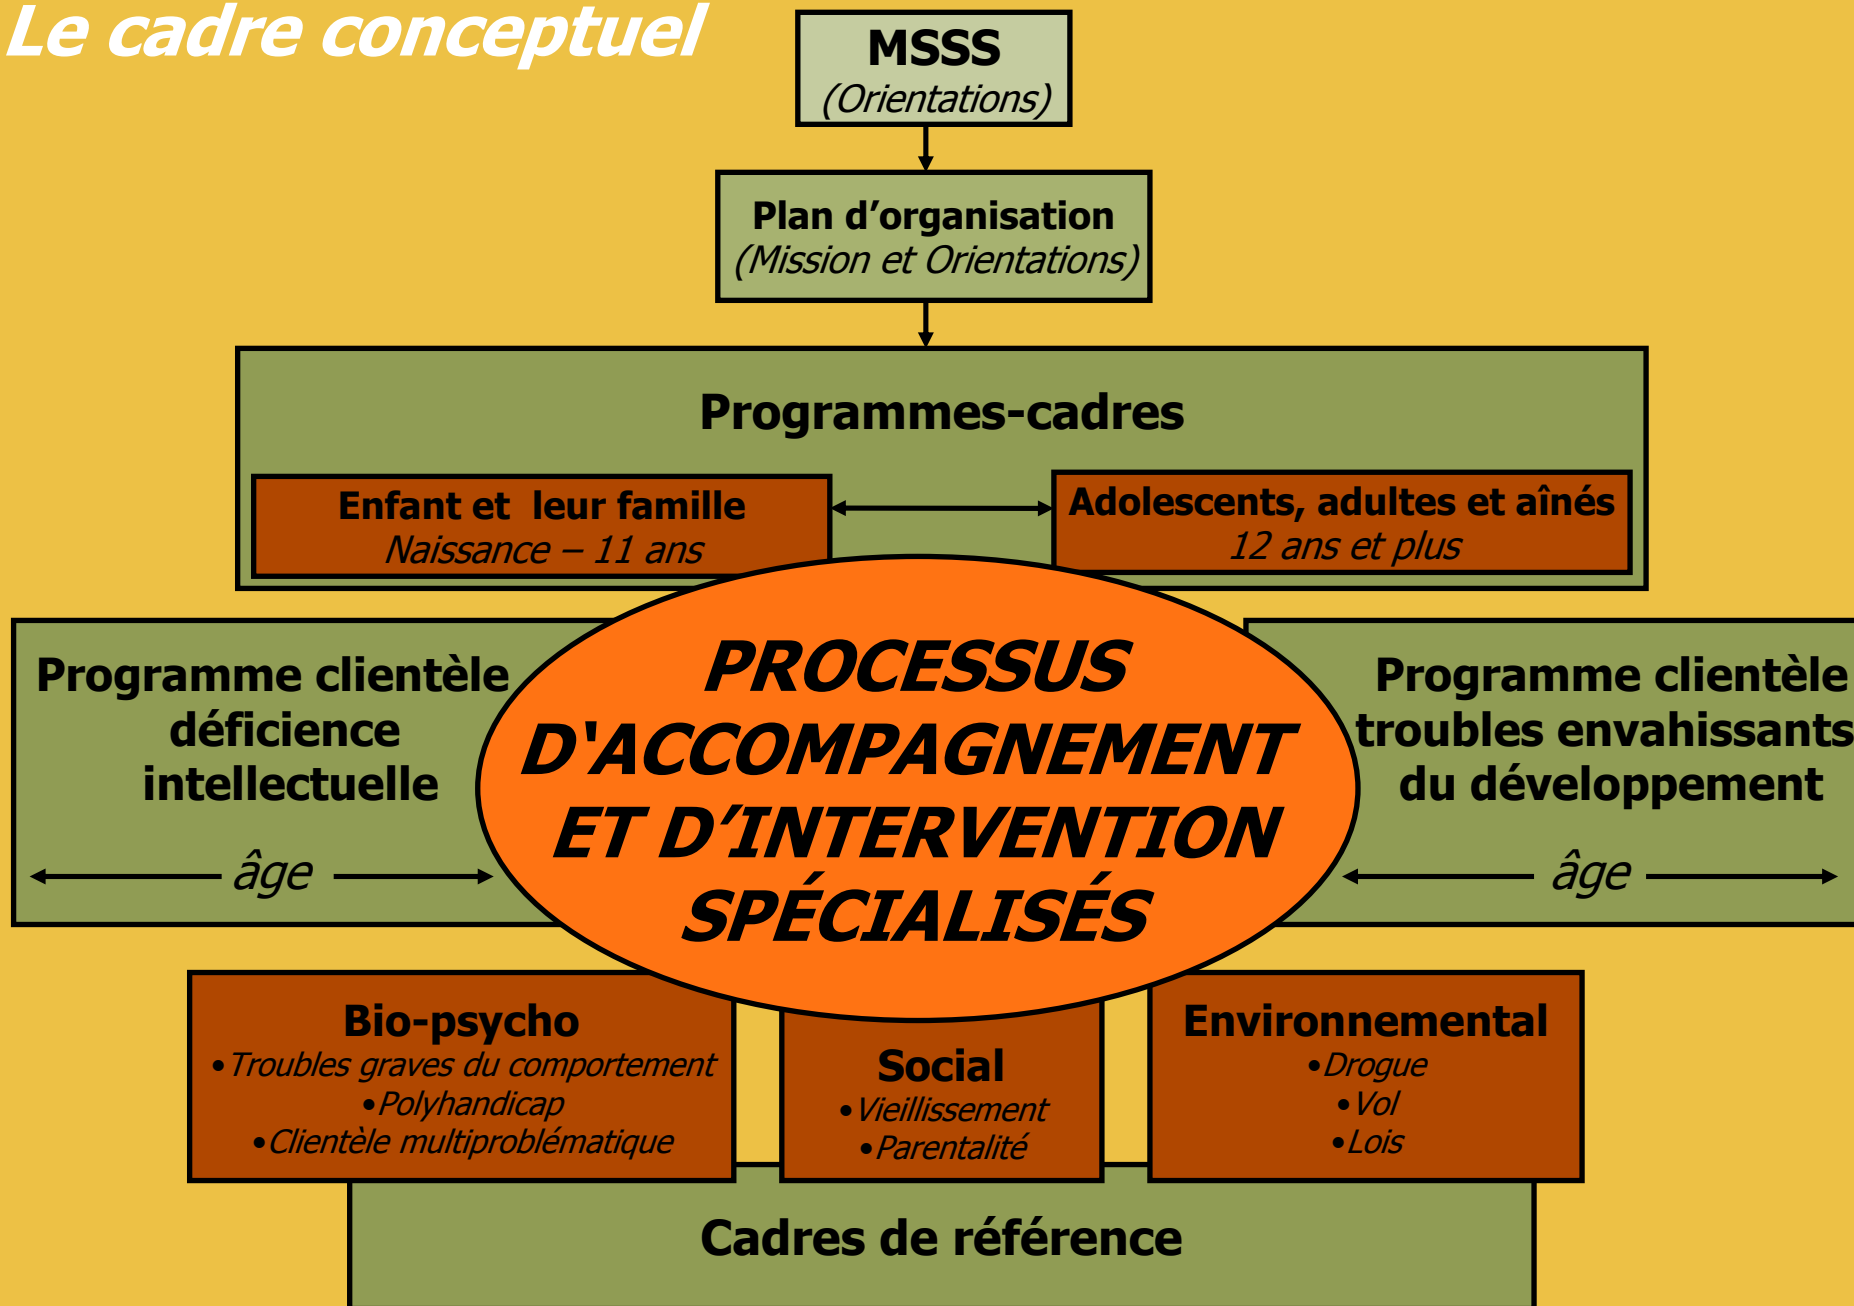 Le cadre conceptuel
MSSS
(Orientations)
Plan d’organisation
(Mission et Orientations)
Programmes-cadres
Enfant et leur famille
Naissance – 11 ans
Adolescents, adultes et aînés
12 ans et plus
Programme clientèle
déficience
intellectuelle
âge
PROCESSUS
D‘ACCOMPAGNEMENT
ET D’INTERVENTION
SPÉCIALISÉS
Programme clientèle
troubles envahissants
du développement
âge
Bio-psycho
•Troubles graves du comportement
•Polyhandicap
•Clientèle multiproblématique
Social
•Vieillissement
•Parentalité
Environnemental
•Drogue
•Vol
•Lois
Cadres de référence